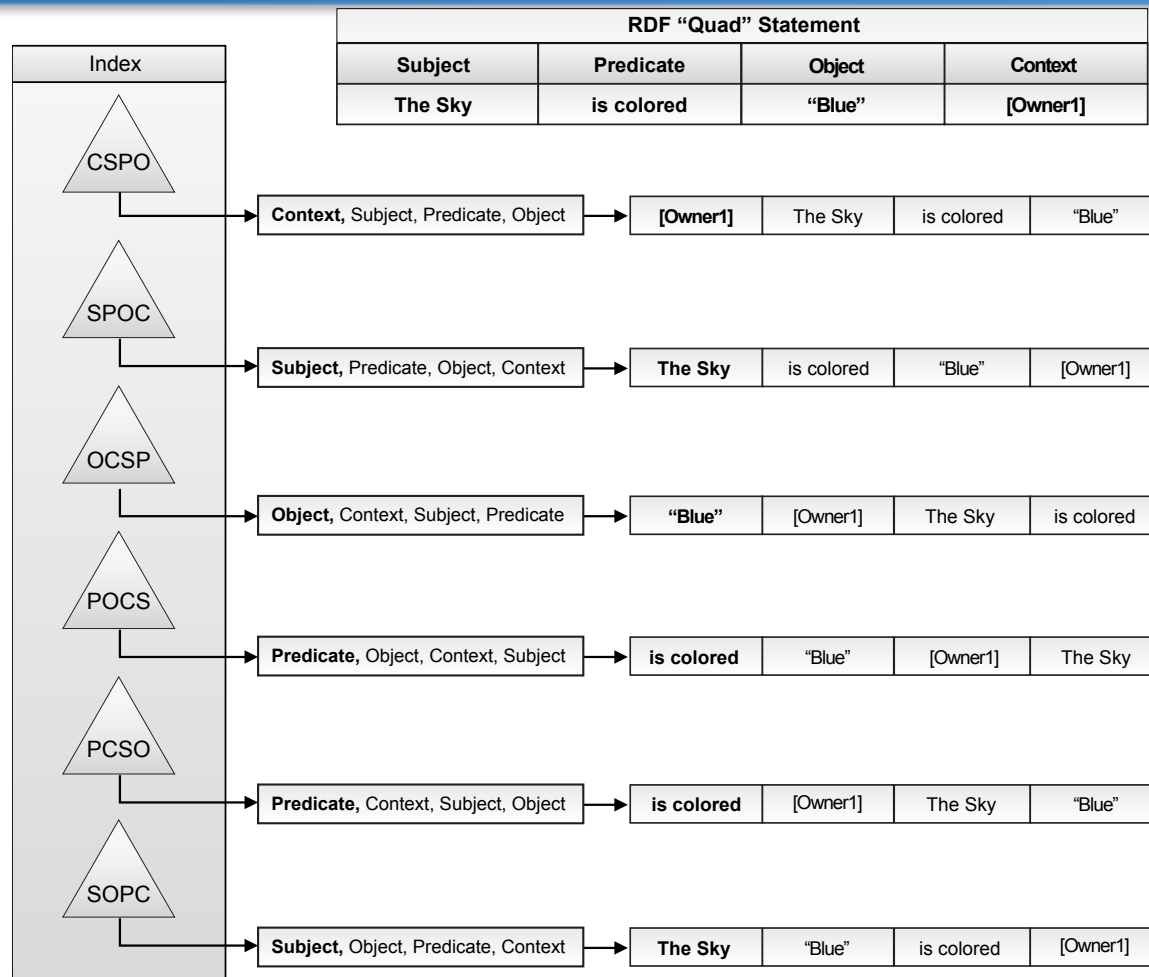 RDF “Quad” Statement
Index
Subject Predicate Object Context
The Sky is colored “Blue” [Owner1]
CSPO
Context, Subject, Predicate, Object [Owner1] The Sky is colored “Blue”
SPOC
Subject, Predicate, Object, Context The Sky is colored “Blue” [Owner1]
OCSP
Object, Context, Subject, Predicate “Blue” [Owner1] The Sky is colored
POCS
Predicate, Object, Context, Subject is colored “Blue” [Owner1] The Sky
PCSO
Predicate, Context, Subject, Object is colored [Owner1] The Sky “Blue”
SOPC
Subject, Object, Predicate, Context The Sky “Blue” is colored [Owner1]